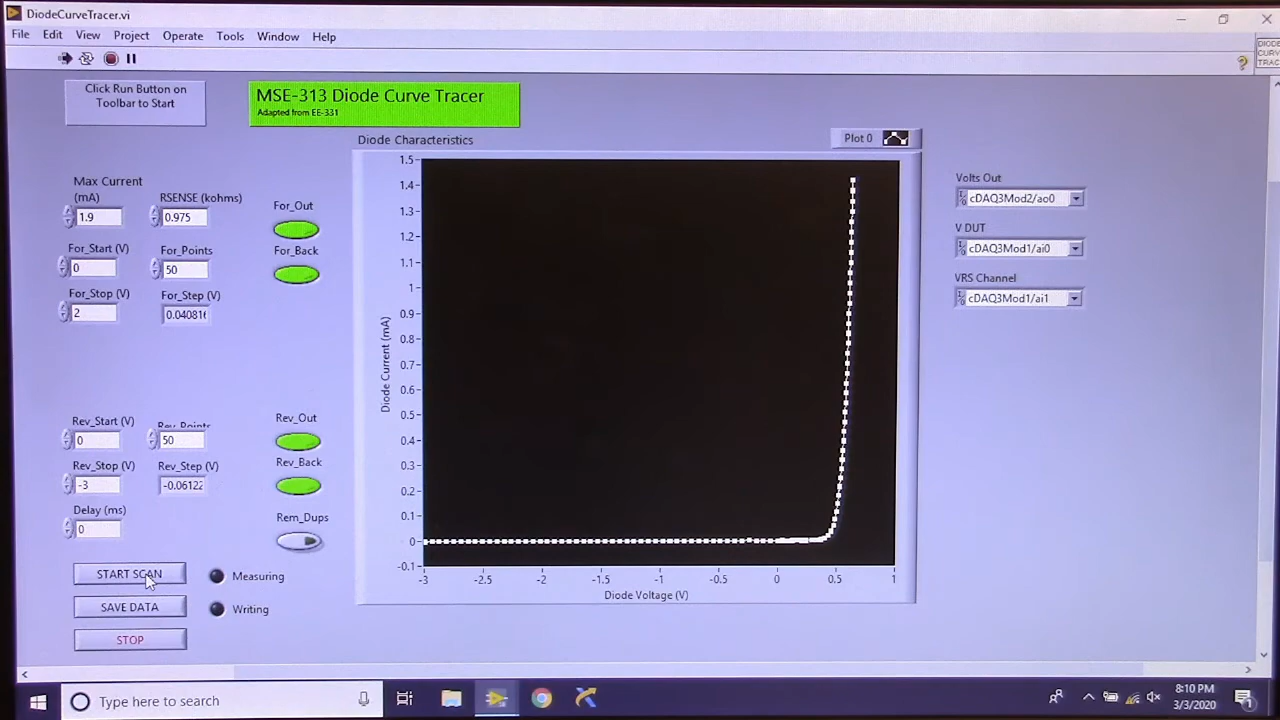 DiodeCurveTracer.vi
File Edit View Project Operate Tools Window Help
Click Run Button on
Toolbar to Start
MSE-313 Diode Curve Tracer
Adapted from EE-331
DIODE
CURV
TRAC
Diode Characteristics
Plot 0
Max Current
(mA)
1.9
RSENSE (kohms)
0.975
For_Out
For_Start (V)
0
For_Points
50
For_Back
For_Stop (V)
2
For_Step (V)
0.040816
Rev_Start (V)
0
Rev_Points
50
Rev_Out
Rev_Stop (V)
-3
Rev_Step (V)
-0.06122
Rev_Back
Delay (ms)
0
Rem_Dups
START SCAN
Measuring
SAVE DATA
Writing
STOP
Diode Current (mA)
1.5
1.4
1.3
1.2
1.1
1
0.9
0.8
0.7
0.6
0.5
0.4
0.3
0.2
0.1
0
-0.1
-3 -2.5 -2 -1.5 -1 -0.5 0 0.5 1
Diode Voltage (V)
Volts Out
cDAQ3Mod2/ao0
V DUT
cDAQ3Mod1/ai0
VRS Channel
cDAQ3Mod1/ai1
Type here to search
8:10 PM
3/3/2020
1